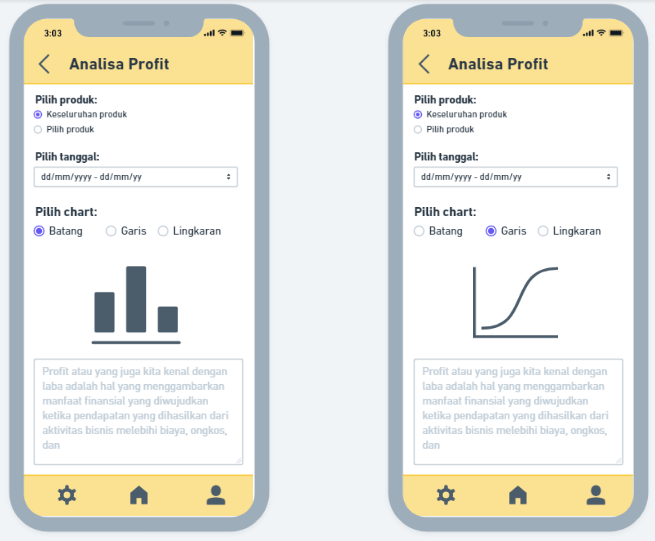 3:03
Analisa Profit
Pilih produk:
Keseluruhan produk
Pilih produk
Pilih tanggal:
dd/mm/yyyy - dd/mm/yy
Pilih chart:
Batang Garis Lingkaran
Profit atau yang juga kita kenal dengan
laba adalah hal yang menggambarkan
manfaat finansial yang diwujudkan
ketika pendapatan yang dihasilkan dari
aktivitas bisnis melebihi biaya, ongkos,
dan
3:03
Analisa Profit
Pilih produk:
Keseluruhan produk
Pilih produk
Pilih tanggal:
dd/mm/yyyy - dd/mm/yy
Pilih chart:
Batang Garis Lingkaran
Profit atau yang juga kita kenal dengan
laba adalah hal yang menggambarkan
manfaat finansial yang diwujudkan
ketika pendapatan yang dihasilkan dari
aktivitas bisnis melebihi biaya, ongkos,
dan